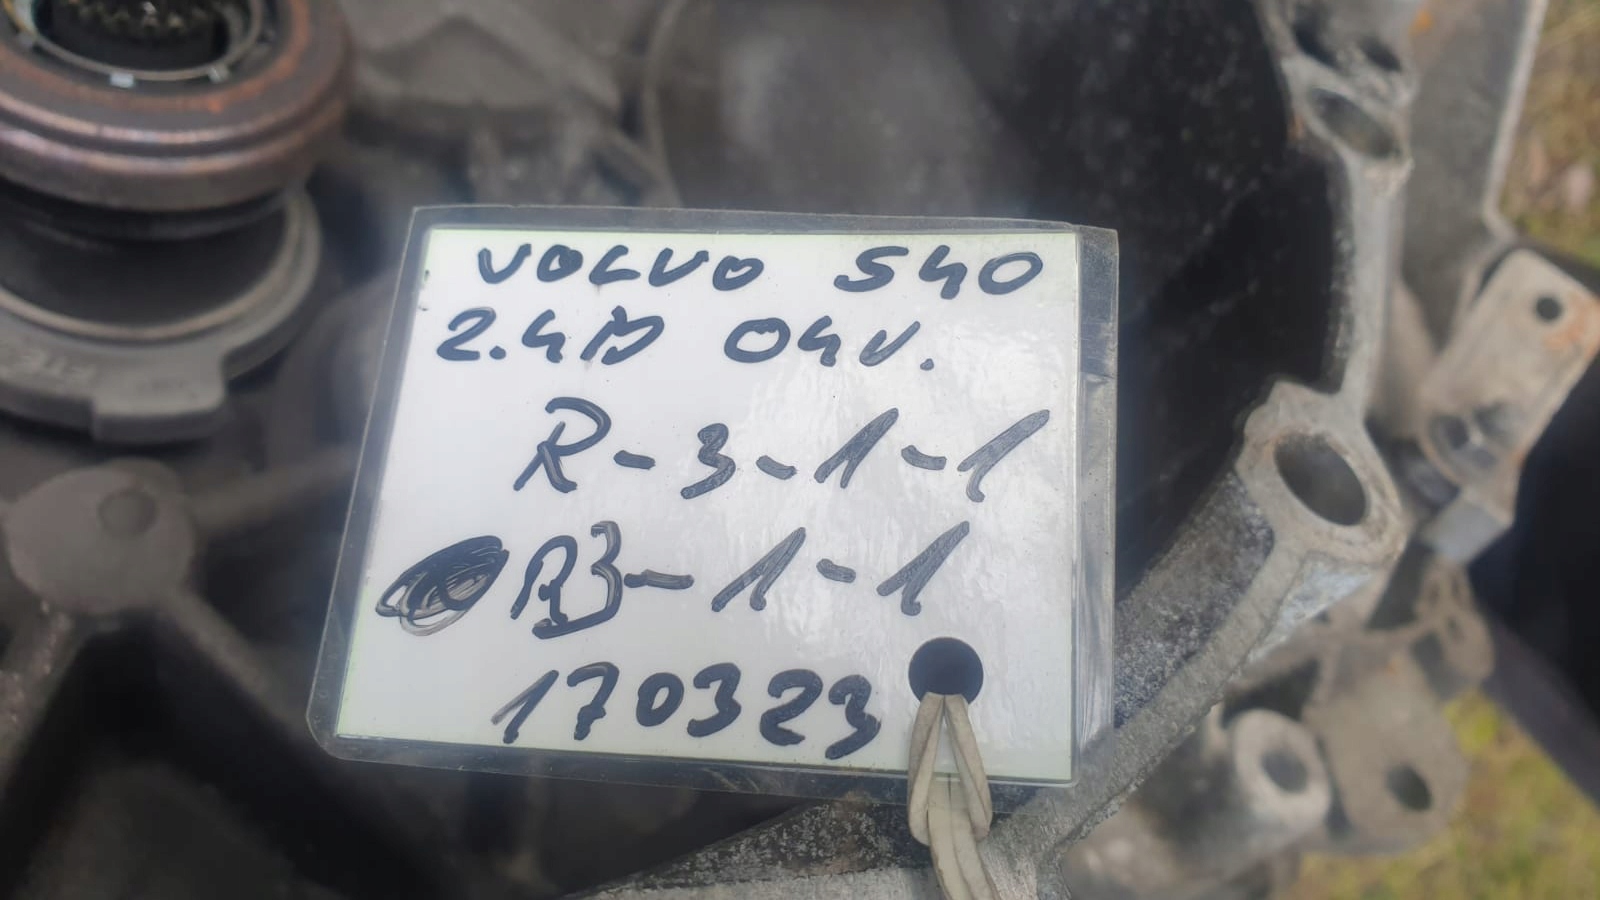 VOLVO S40
2.4D 04V.
R-3-1-1
R3-1-1
170323